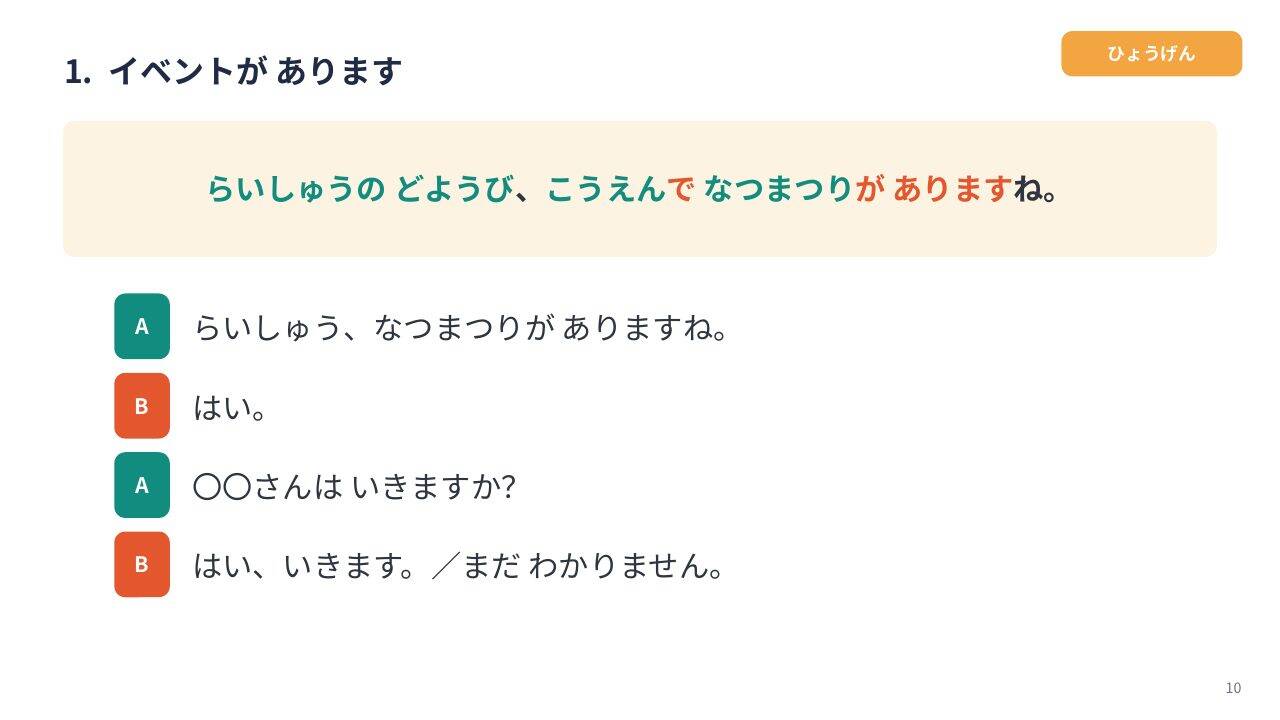 1. イベントが あります
ひょうげん
らいしゅうの どようび、こうえんで なつまつりが ありますね。
A らいしゅう、なつまつりが ありますね。
B はい。
A 〇〇さんは いきますか?
B はい、いきます。／まだ わかりません。
10